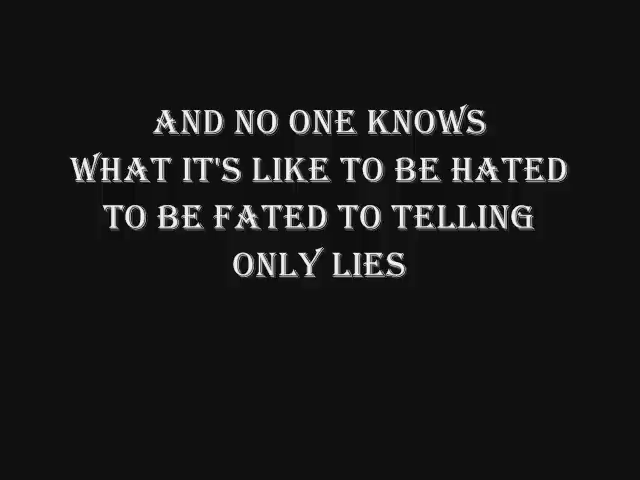 AND NO ONE KNOWS
WHAT IT'S LIKE TO BE HATED
TO BE FATED TO TELLING
ONLY LIES